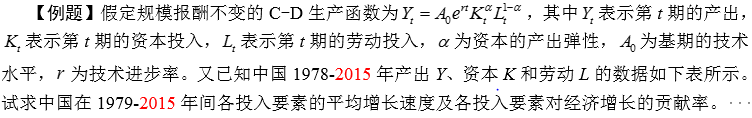 【例题】假定规模报酬不变的 C-D 生产函数为 $Y_t = A_0 e^{rt} K_t^{\alpha} L_t^{1-\alpha}$，其中 $Y_t$ 表示第 t 期的产出，
$K_t$ 表示第 t 期的资本投入，$L_t$ 表示第 t 期的劳动投入，$\alpha$ 为资本的产出弹性，$A_0$ 为基期的技术
水平，r 为技术进步率。又已知中国 1978-2015 年产出 Y、资本 K 和劳动 L 的数据如下表所示。
试求中国在 1979-2015 年间各投入要素的平均增长速度及各投入要素对经济增长的贡献率。···